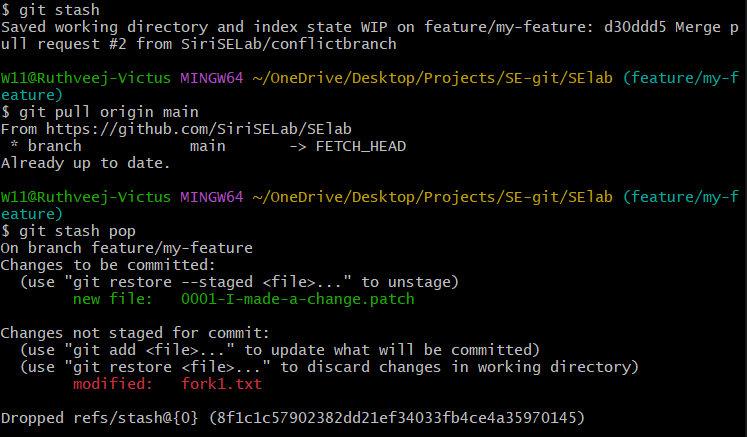 $ git stash
Saved working directory and index state WIP on feature/my-feature: d30ddd5 Merge p
ull request #2 from SiriSELab/conflictbranch

W11@Ruthveej-Victus MINGW64 ~/OneDrive/Desktop/Projects/SE-git/SElab (feature/my-f
eature)
$ git pull origin main
From https://github.com/SiriSELab/SElab
 * branch            main       -> FETCH_HEAD
Already up to date.

W11@Ruthveej-Victus MINGW64 ~/OneDrive/Desktop/Projects/SE-git/SElab (feature/my-f
eature)
$ git stash pop
On branch feature/my-feature
Changes to be committed:
  (use "git restore --staged <file>..." to unstage)
        new file:   0001-I-made-a-change.patch

Changes not staged for commit:
  (use "git add <file>..." to update what will be committed)
  (use "git restore <file>..." to discard changes in working directory)
        modified:   fork1.txt

Dropped refs/stash@{0} (8f1c1c57902382dd21ef34033fb4ce4a35970145)